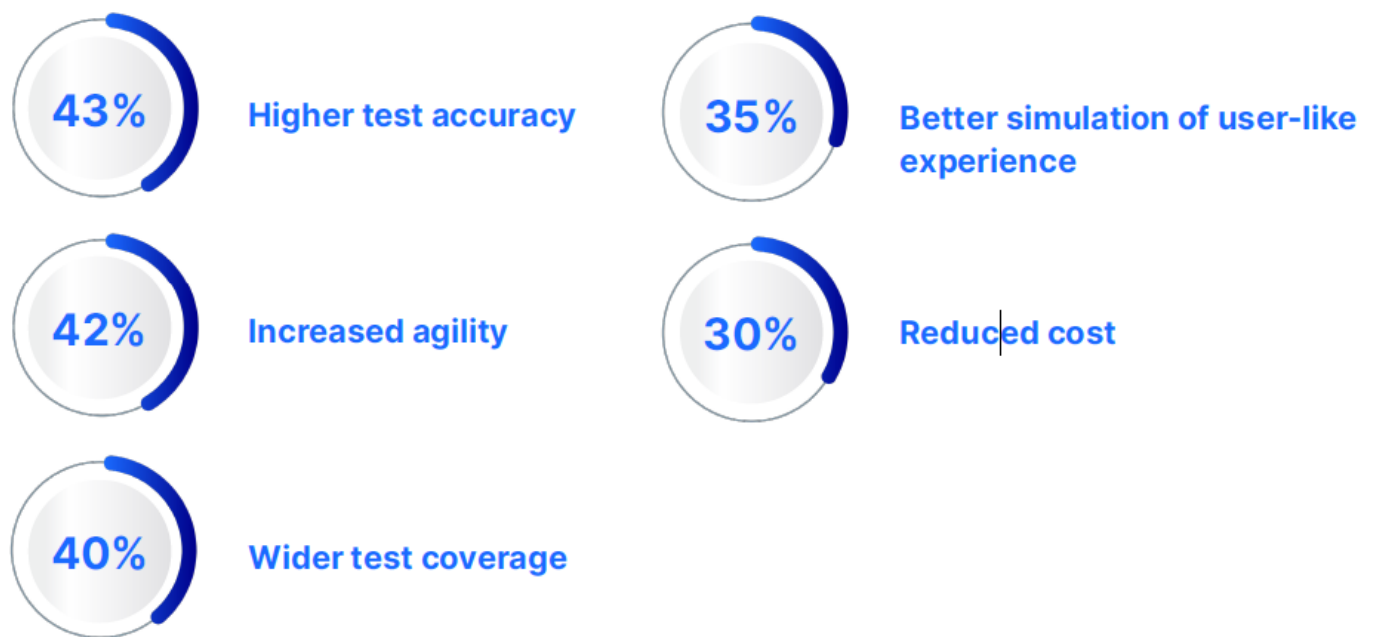 43%
Higher test accuracy
42%
Increased agility
40%
Wider test coverage
35%
Better simulation of user-like
experience
30%
Reduced cost